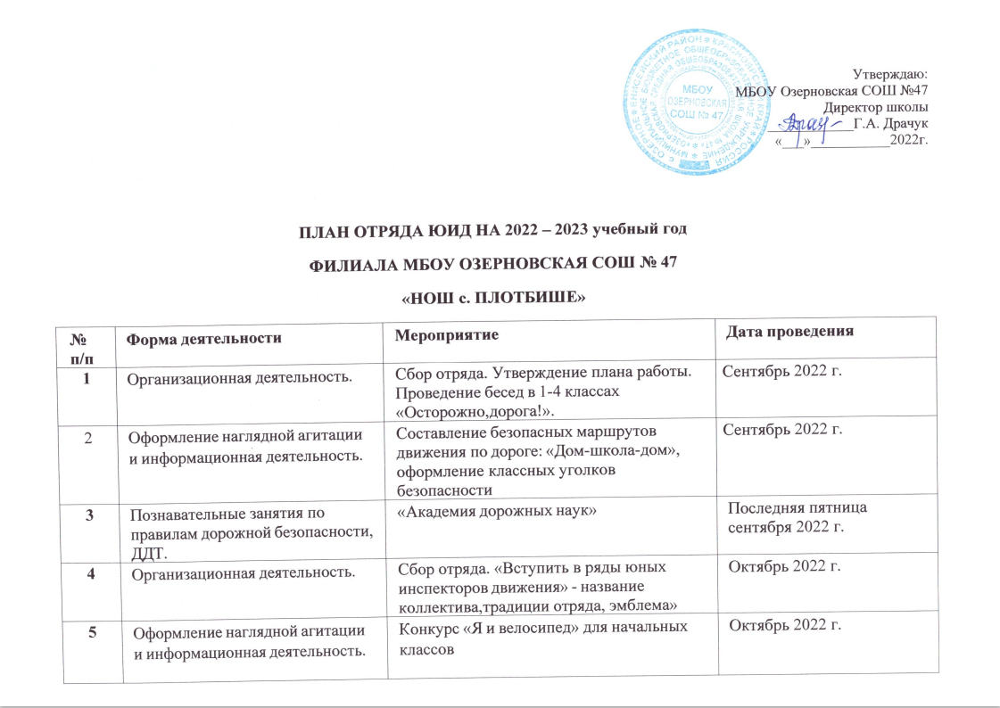 Утверждаю:
МБОУ Озерновская СОШ №47
Директор школы
____________Г.А. Драчук
«___»___________2022г.
МБОУ
ОЗЕРНОВСКАЯ
СОШ № 47
ПЛАН ОТРЯДА ЮИД НА 2022 – 2023 учебный год
ФИЛИАЛА МБОУ ОЗЕРНОВСКАЯ СОШ № 47
«НОШ с. ПЛОТБИШЕ»
№ п/п Форма деятельности Мероприятие Дата проведения
1 Организационная деятельность. Сбор отряда. Утверждение плана работы. Сентябрь 2022 г.
Проведение бесед в 1-4 классах
«Осторожно,дорога!».
2 Оформление наглядной агитации Составление безопасных маршрутов Сентябрь 2022 г.
и информационная деятельность. движения по дороге: «Дом-школа-дом»,
оформление классных уголков
безопасности
3 Познавательные занятия по «Академия дорожных наук» Последняя пятница
правилам дорожной безопасности, сентября 2022 г.
ДДТ.
4 Организационная деятельность. Сбор отряда. «Вступить в ряды юных Октябрь 2022 г.
инспекторов движения» - название
коллектива,традиции отряда, эмблема»
5 Оформление наглядной агитации Конкурс «Я и велосипед» для начальных Октябрь 2022 г.
и информационная деятельность. классов